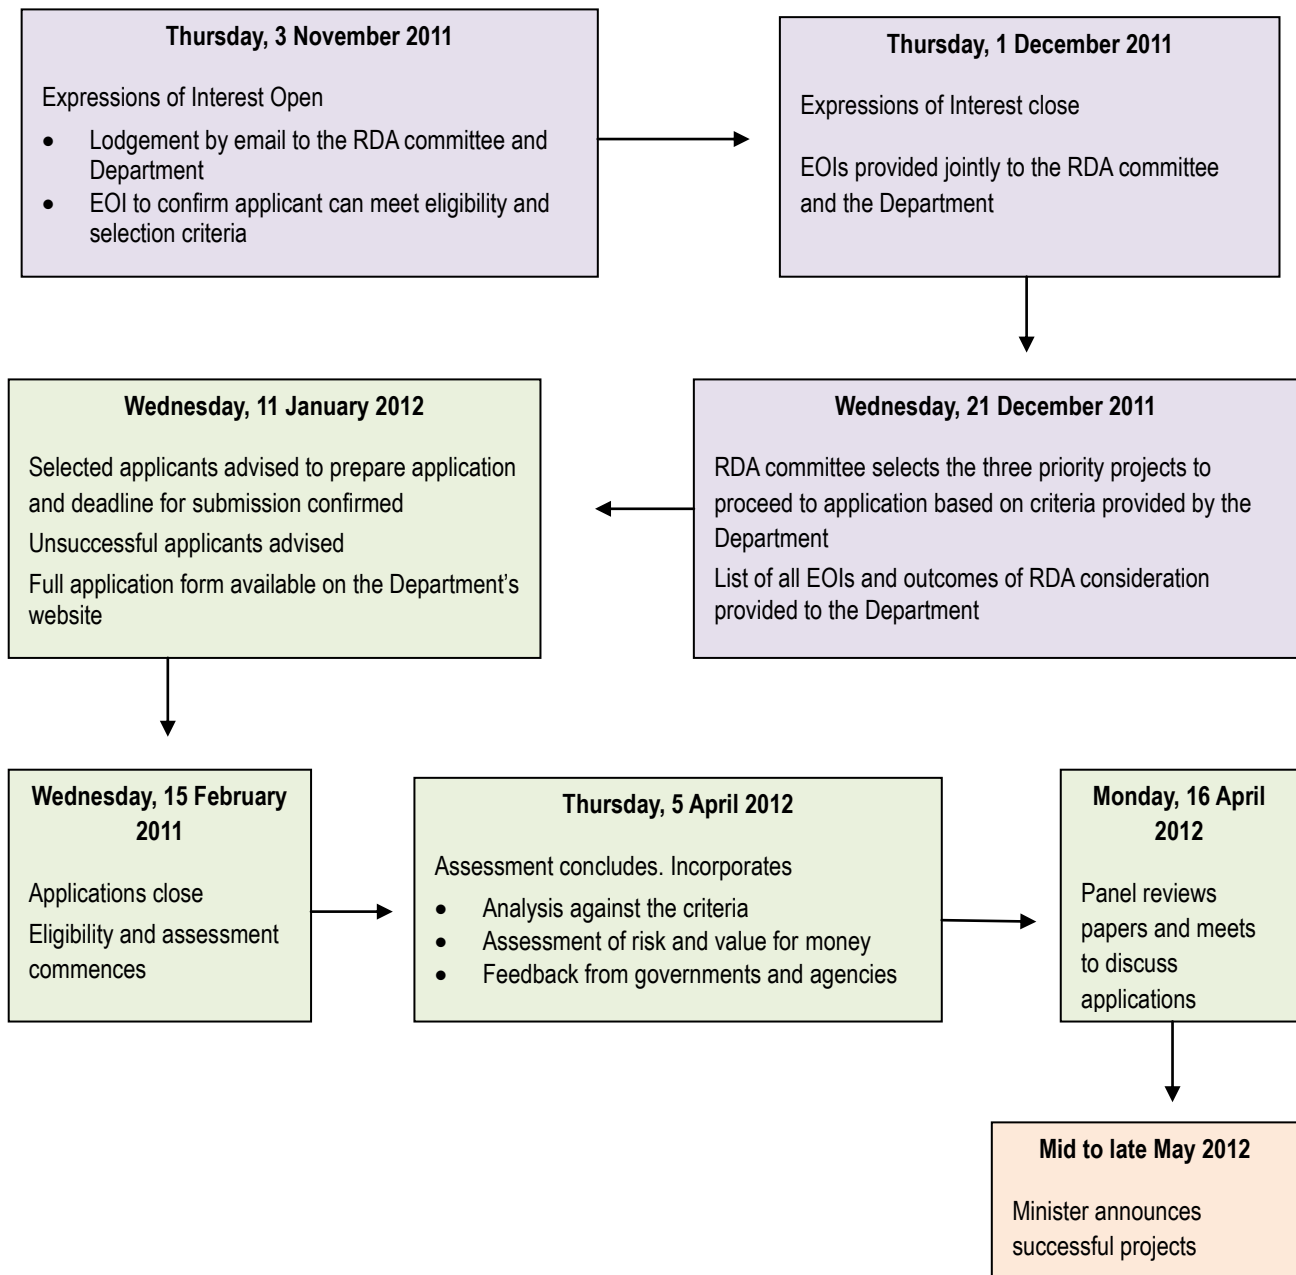 Thursday, 3 November 2011
Expressions of Interest Open
• Lodgement by email to the RDA committee and
Department
• EOI to confirm applicant can meet eligibility and
selection criteria
Thursday, 1 December 2011
Expressions of Interest close
EOIs provided jointly to the RDA committee
and the Department
Wednesday, 21 December 2011
RDA committee selects the three priority projects to
proceed to application based on criteria provided by the
Department
List of all EOIs and outcomes of RDA consideration
provided to the Department
Wednesday, 11 January 2012
Selected applicants advised to prepare application
and deadline for submission confirmed
Unsuccessful applicants advised
Full application form available on the Department’s
website
Wednesday, 15 February
2011
Applications close
Eligibility and assessment
commences
Thursday, 5 April 2012
Assessment concludes. Incorporates
• Analysis against the criteria
• Assessment of risk and value for money
• Feedback from governments and agencies
Monday, 16 April
2012
Panel reviews
papers and meets
to discuss
applications
Mid to late May 2012
Minister announces
successful projects